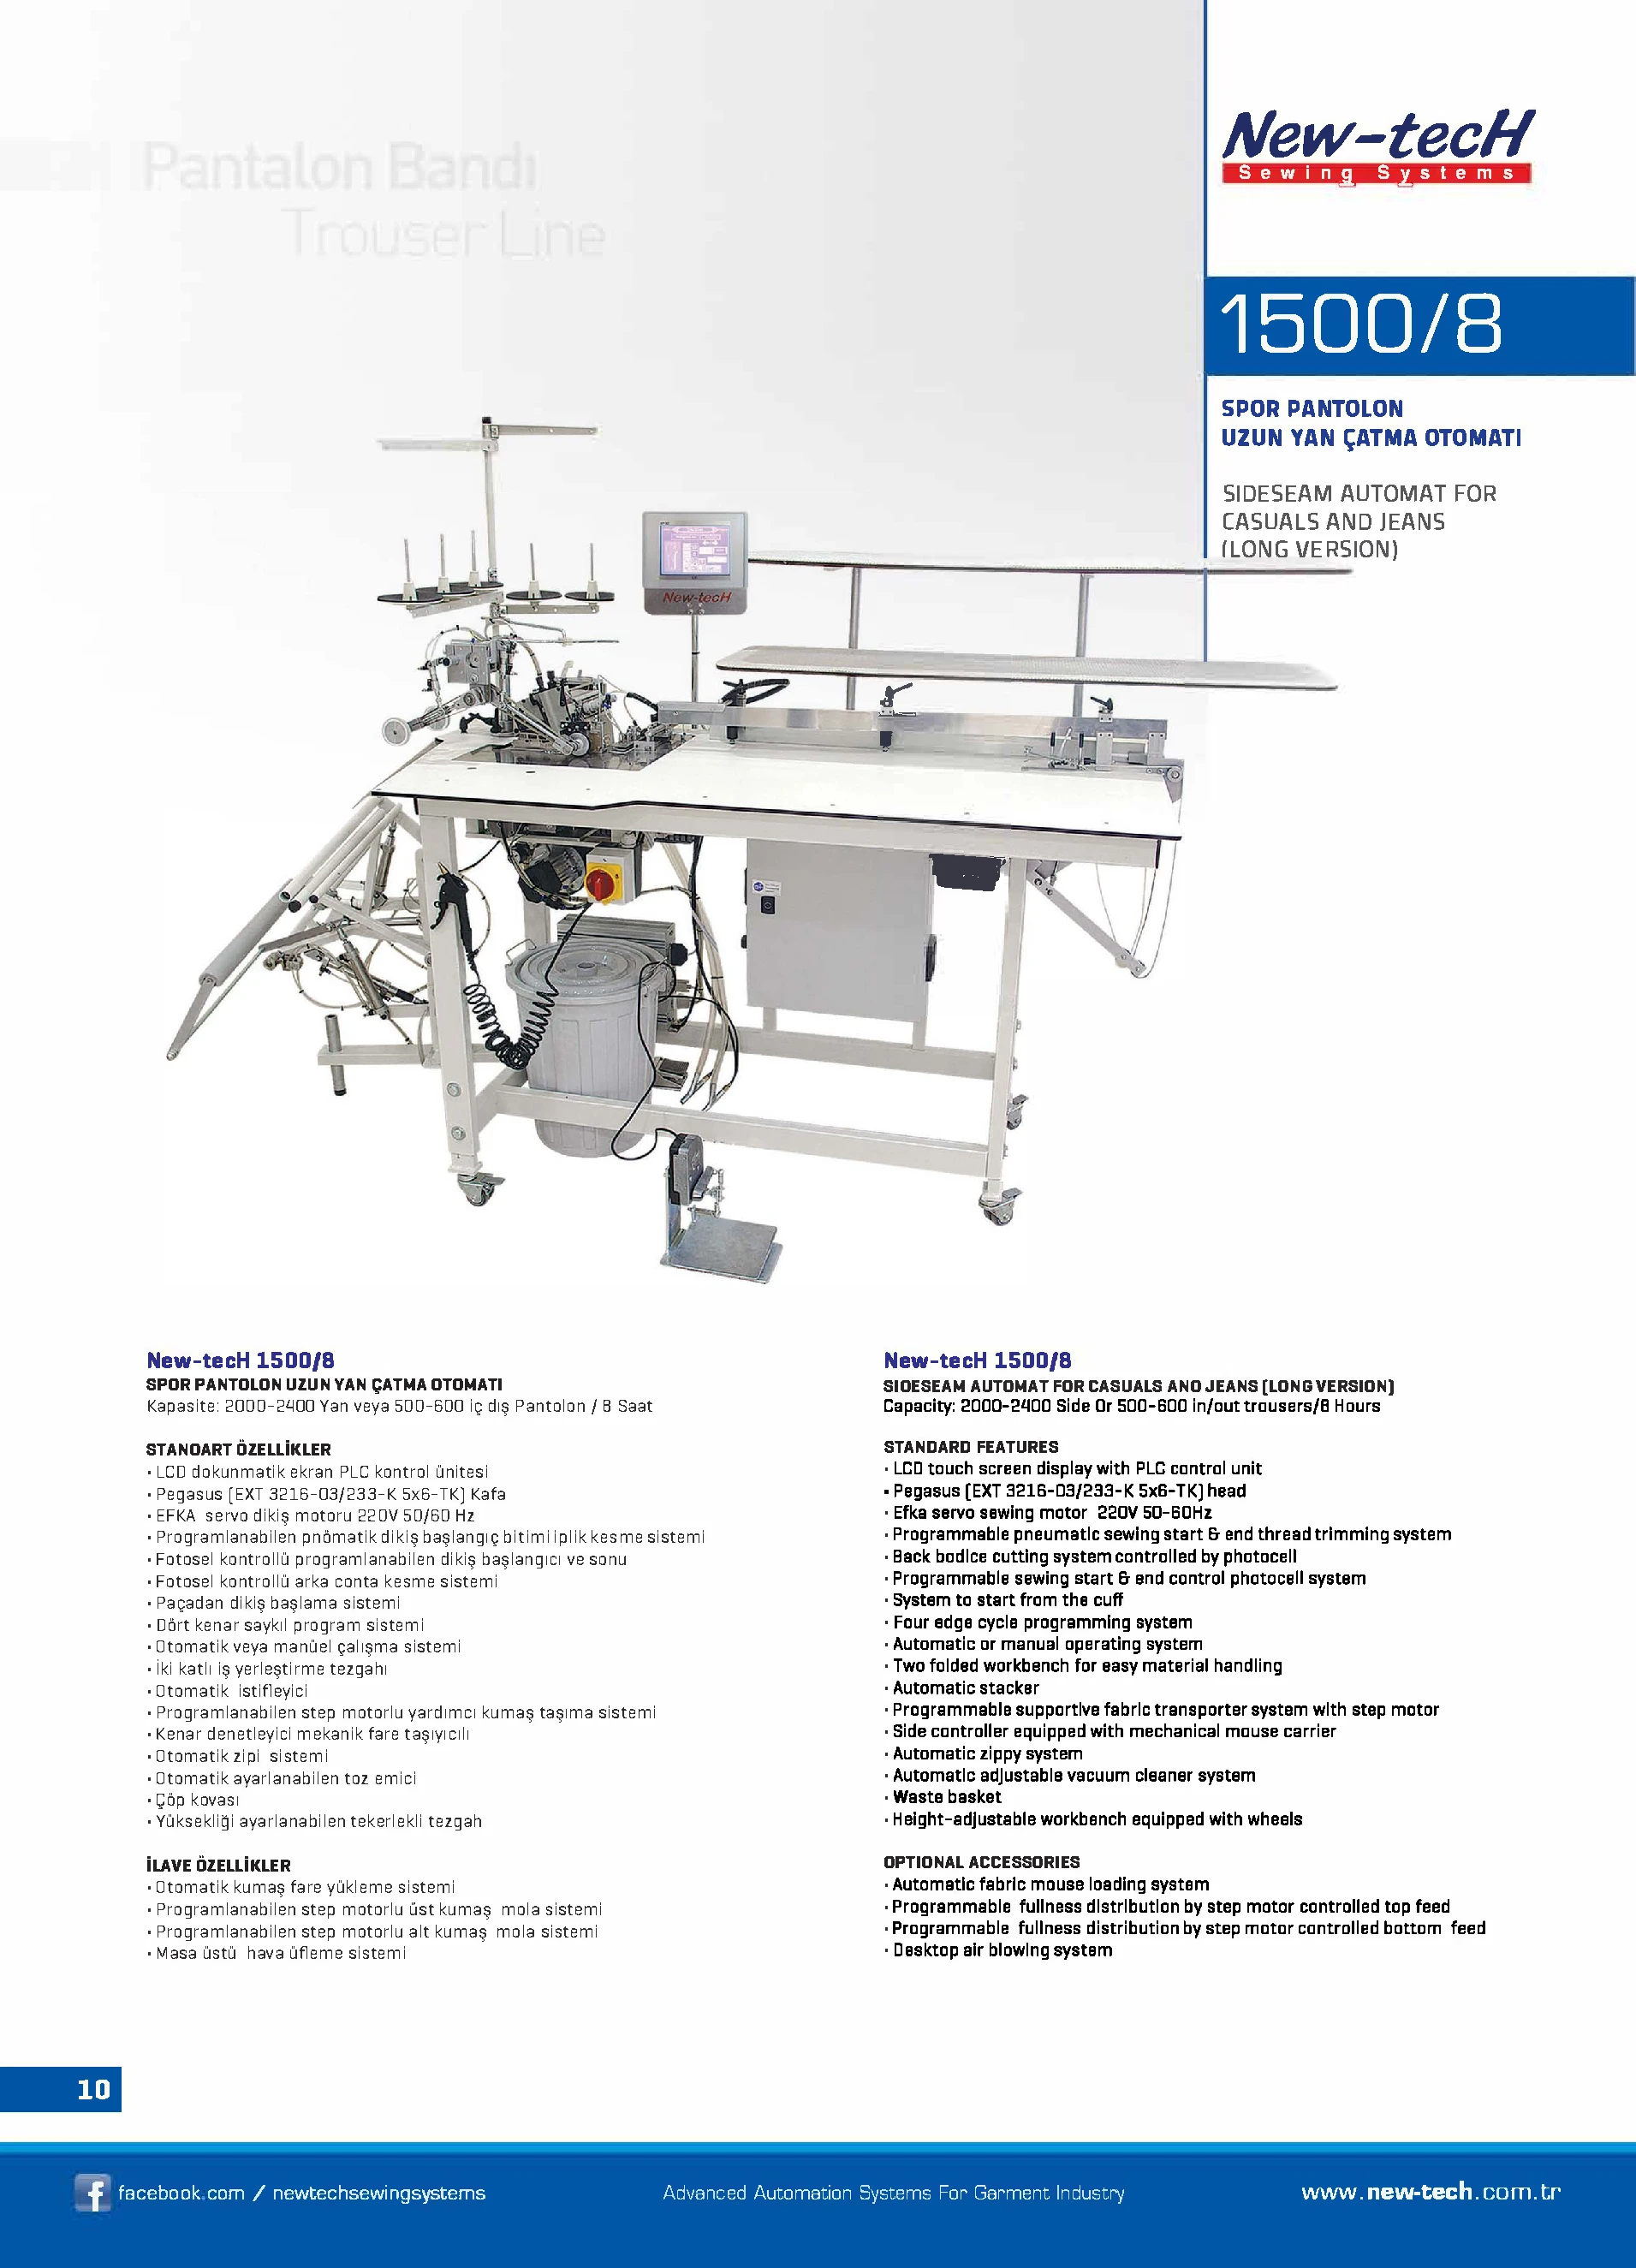 Pantalon Bandı
Trouser Line
New-tecH
Sewing Systems
1500/8
SPOR PANTOLON
UZUN YAN ÇATMA OTOMATI
SIDESEAM AUTOMAT FOR
CASUALS AND JEANS
(LONG VERSION)
New-tecH
New-tecH 1500/8
SPOR PANTOLON UZUN YAN ÇATMA OTOMATI
Kapasite: 2000-2400 Yan veya 500-600 iç dış Pantolon / 8 Saat
STANOART ÖZELLİKLER
· LCD dokunmatik ekran PLC kontrol ünitesi
· Pegasus (EXT 3216-03/233-K 5x6-TK) Kafa
· EFKA servo dikiş motoru 220V 50/60 Hz
· Programlanabilen pnömatik dikiş başlangıç bitimi iplik kesme sistemi
· Fotosel kontrollü programlanabilen dikiş başlangıcı ve sonu
· Fotosel kontrollü arka conta kesme sistemi
· Paçadan dikiş başlama sistemi
· Dört kenar saykıl program sistemi
· Otomatik veya manüel çalışma sistemi
· İki katlı iş yerleştirme tezgahı
· Otomatik istifleyici
· Programlanabilen step motorlu yardımcı kumaş taşıma sistemi
· Kenar denetleyici mekanik fare taşıyıcılı
· Otomatik zipi sistemi
· Otomatik ayarlanabilen toz emici
· Çöp kovası
· Yüksekliği ayarlanabilen tekerlekli tezgah
İLAVE ÖZELLİKLER
· Otomatik kumaş fare yükleme sistemi
· Programlanabilen step motorlu üst kumaş mola sistemi
· Programlanabilen step motorlu alt kumaş mola sistemi
· Masa üstü hava üfleme sistemi
New-tecH 1500/8
SIOESEAM AUTOMAT FOR CASUALS ANO JEANS (LONG VERSION)
Capacity: 2000-2400 Side Or 500-600 in/out trousers/8 Hours
STANDARD FEATURES
· LCD touch screen display with PLC control unit
· Pegasus (EXT 3216-03/233-K 5x6-TK) head
· Efka servo sewing motor 220V 50-60Hz
· Programmable pneumatic sewing start & end thread trimming system
· Back bodice cutting system controlled by photocell
· Programmable sewing start & end control photocell system
· System to start from the cuff
· Four edge cycle programming system
· Automatic or manual operating system
· Two folded workbench for easy material handling
· Automatic stacker
· Programmable supportive fabric transporter system with step motor
· Side controller equipped with mechanical mouse carrier
· Automatic zippy system
· Automatic adjustable vacuum cleaner system
· Waste basket
· Height-adjustable workbench equipped with wheels
OPTIONAL ACCESSORIES
· Automatic fabric mouse loading system
· Programmable fullness distribution by step motor controlled top feed
· Programmable fullness distribution by step motor controlled bottom feed
· Desktop air blowing system
10
facebook.com / newtechsewingsystems
Advanced Automation Systems For Garment Industry
www.new-tech.com.tr